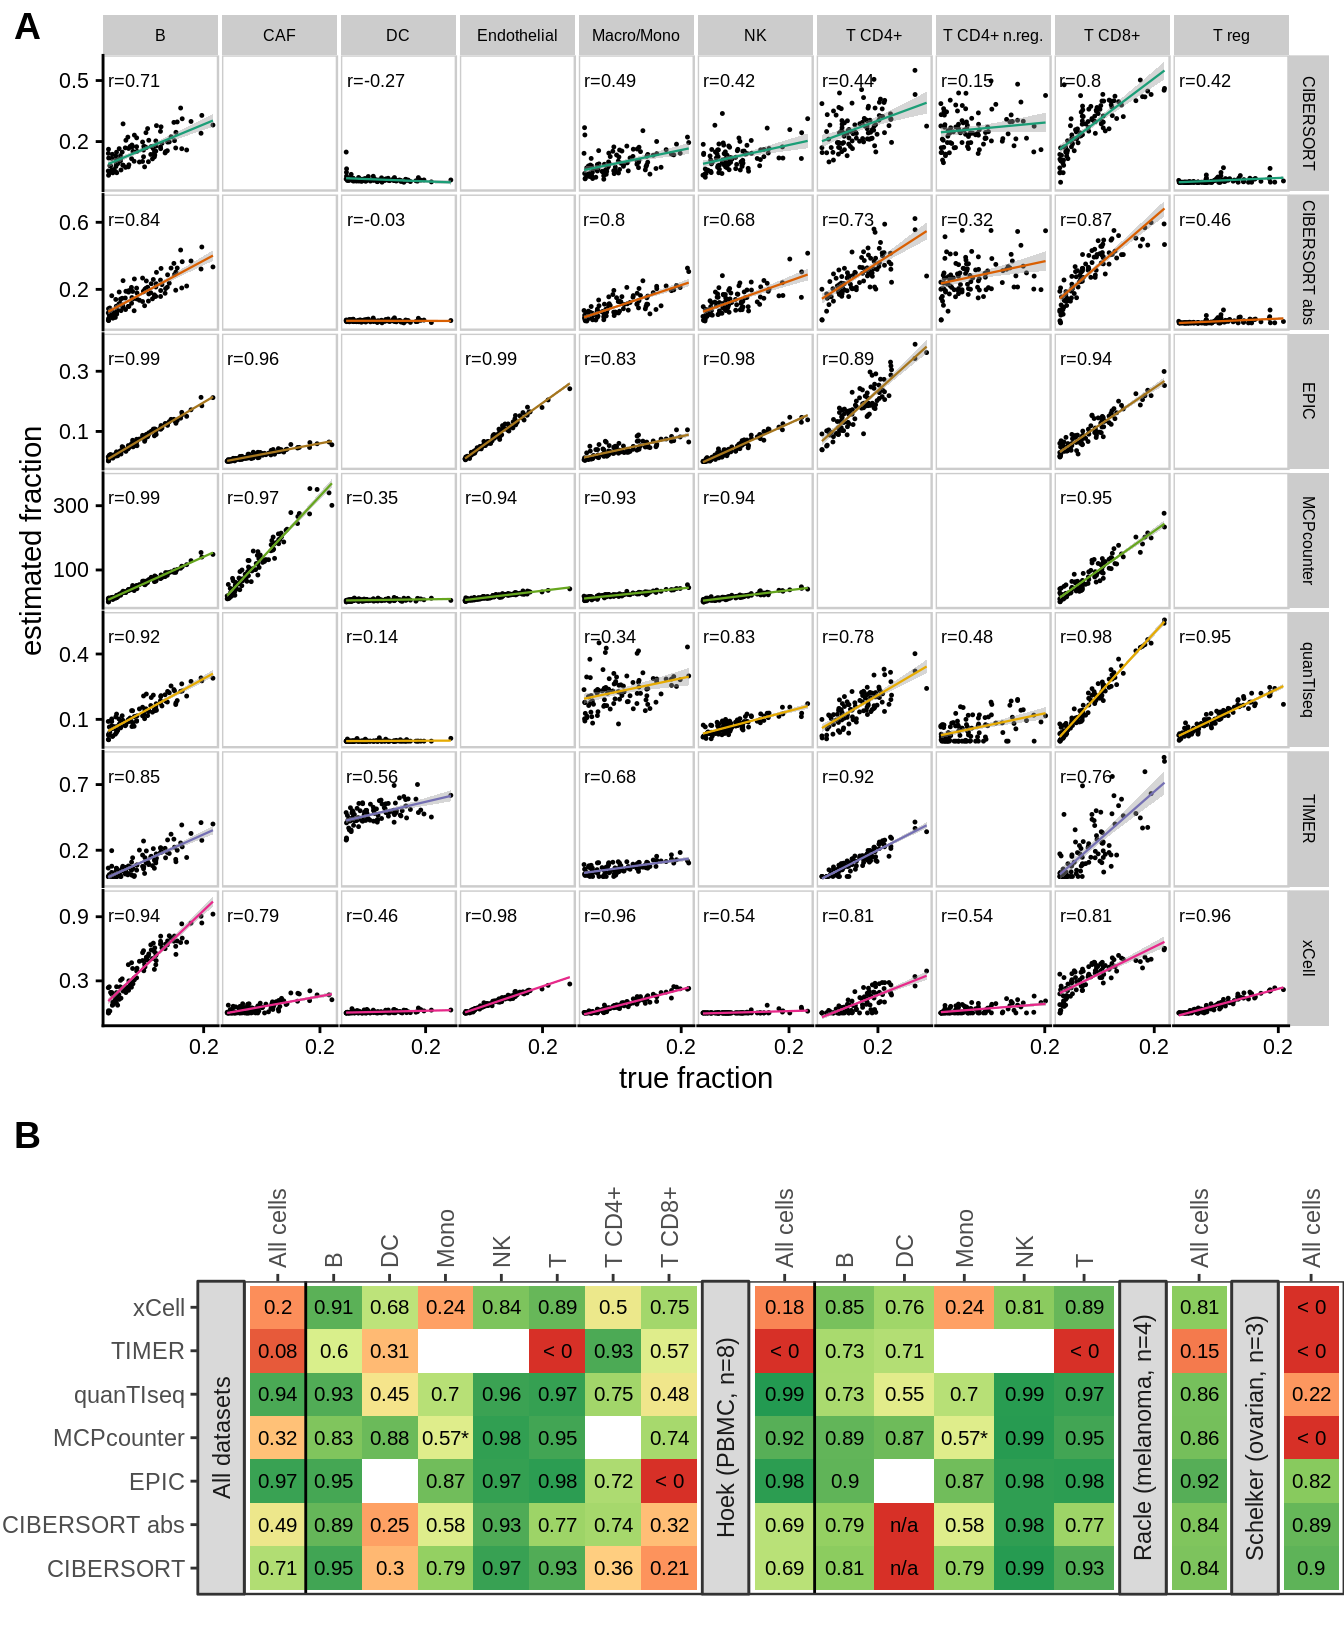 A
B CAF DC Endothelial Macro/Mono NK T CD4+ T CD4+ n.reg. T CD8+ T reg
estimated fraction
0.5
0.2
r=0.71 r=-0.27 r=0.49 r=0.42 r=0.44 r=0.15 r=0.8 r=0.42
CIBERSORT
0.6
0.2
r=0.84 r=-0.03 r=0.8 r=0.68 r=0.73 r=0.32 r=0.87 r=0.46
CIBERSORT abs
0.3
0.1
r=0.99 r=0.96 r=0.99 r=0.83 r=0.98 r=0.89 r=0.94
EPIC
300
100
r=0.99 r=0.97 r=0.35 r=0.94 r=0.93 r=0.94 r=0.95
MCPcounter
0.4
0.1
r=0.92 r=0.14 r=0.34 r=0.83 r=0.78 r=0.48 r=0.98 r=0.95
quanTIseq
0.7
0.2
r=0.85 r=0.56 r=0.68 r=0.92 r=0.76
TIMER
0.9
0.3
r=0.94 r=0.79 r=0.46 r=0.98 r=0.96 r=0.54 r=0.81 r=0.54 r=0.81 r=0.96
xCell
0.2 0.2 0.2 0.2 0.2 0.2 0.2 0.2 0.2 0.2
true fraction
B
All cells B DC Mono NK T T CD4+ T CD8+ All cells B DC Mono NK T All cells All cells
All datasets
Hoek (PBMC, n=8)
Racle (melanoma, n=4)
Schelker (ovarian, n=3)
xCell 0.2 0.91 0.68 0.24 0.84 0.89 0.5 0.75 0.18 0.85 0.76 0.24 0.81 0.89 0.81 < 0
TIMER 0.08 0.6 0.31 < 0 0.93 0.57 < 0 0.73 0.71 < 0 0.15 < 0
quanTIseq 0.94 0.93 0.45 0.7 0.96 0.97 0.75 0.48 0.99 0.73 0.55 0.7 0.99 0.97 0.86 0.22
MCPcounter 0.32 0.83 0.88 0.57* 0.98 0.95 0.74 0.92 0.89 0.87 0.57* 0.99 0.95 0.86 < 0
EPIC 0.97 0.95 0.87 0.97 0.98 0.72 < 0 0.98 0.9 0.87 0.98 0.98 0.92 0.82
CIBERSORT abs 0.49 0.89 0.25 0.58 0.93 0.77 0.74 0.32 0.69 0.79 n/a 0.58 0.98 0.77 0.84 0.89
CIBERSORT 0.71 0.95 0.3 0.79 0.97 0.93 0.36 0.21 0.69 0.81 n/a 0.79 0.99 0.93 0.84 0.9